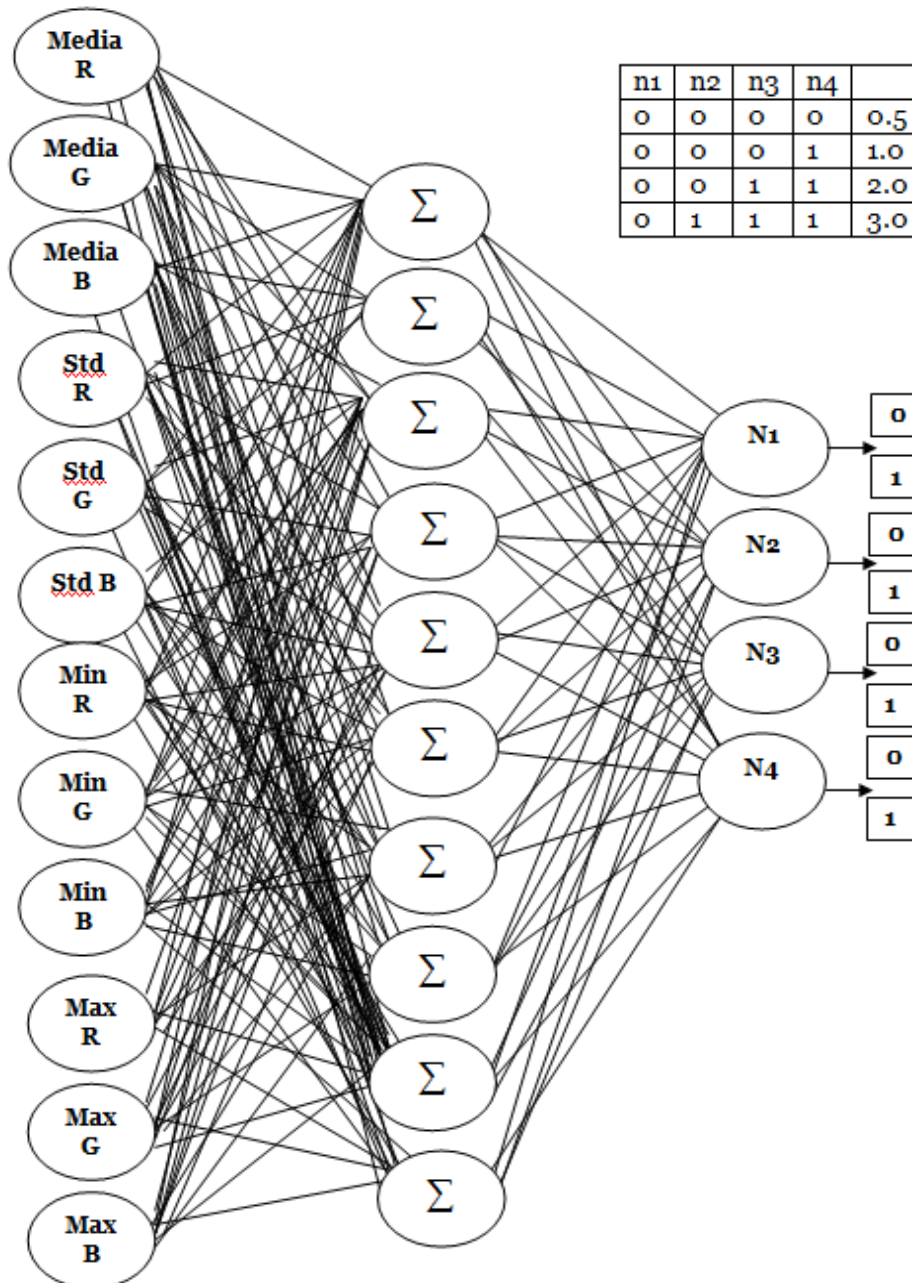 Media
R
Media
G
Media
B
Std
R
Std
G
Std B
Min
R
Min
G
Min
B
Max
R
Max
G
Max
B
Σ
Σ
Σ
Σ
Σ
Σ
Σ
Σ
Σ
Σ
n1 n2 n3 n4
0 0 0 0 0.5
0 0 0 1 1.0
0 0 1 1 2.0
0 1 1 1 3.0
N1
0
1
N2
0
1
N3
0
1
N4
0
1